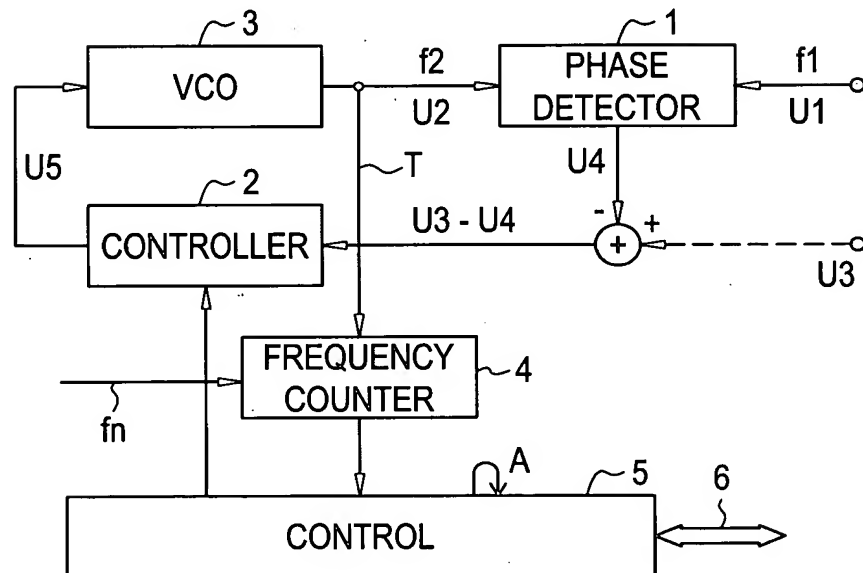 3
1
VCO
f2
U2
PHASE
DETECTOR
f1
U1
U5
T
U4
2
CONTROLLER
U3 - U4
-
+
+
U3
FREQUENCY
COUNTER
4
fn
A
5
CONTROL
6